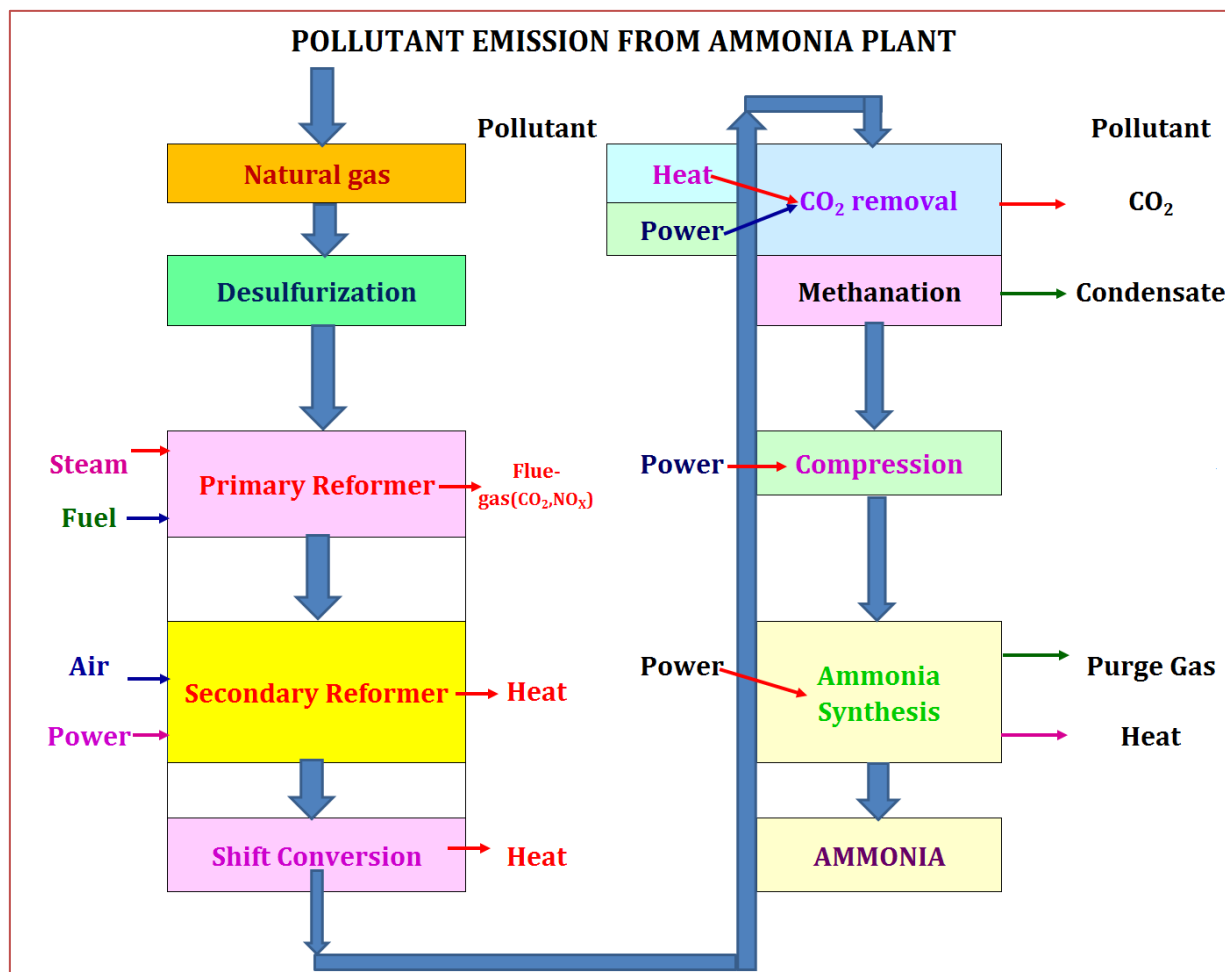 POLLUTANT EMISSION FROM AMMONIA PLANT
Pollutant
Natural gas
Desulfurization
Steam
Fuel
Primary Reformer
Flue-
gas(CO₂,NOX)
Air
Power
Secondary Reformer
Heat
Shift Conversion
Heat
Pollutant
Heat
Power
CO₂ removal
CO₂
Methanation
Condensate
Power
Compression
Power
Ammonia
Synthesis
Purge Gas
Heat
AMMONIA